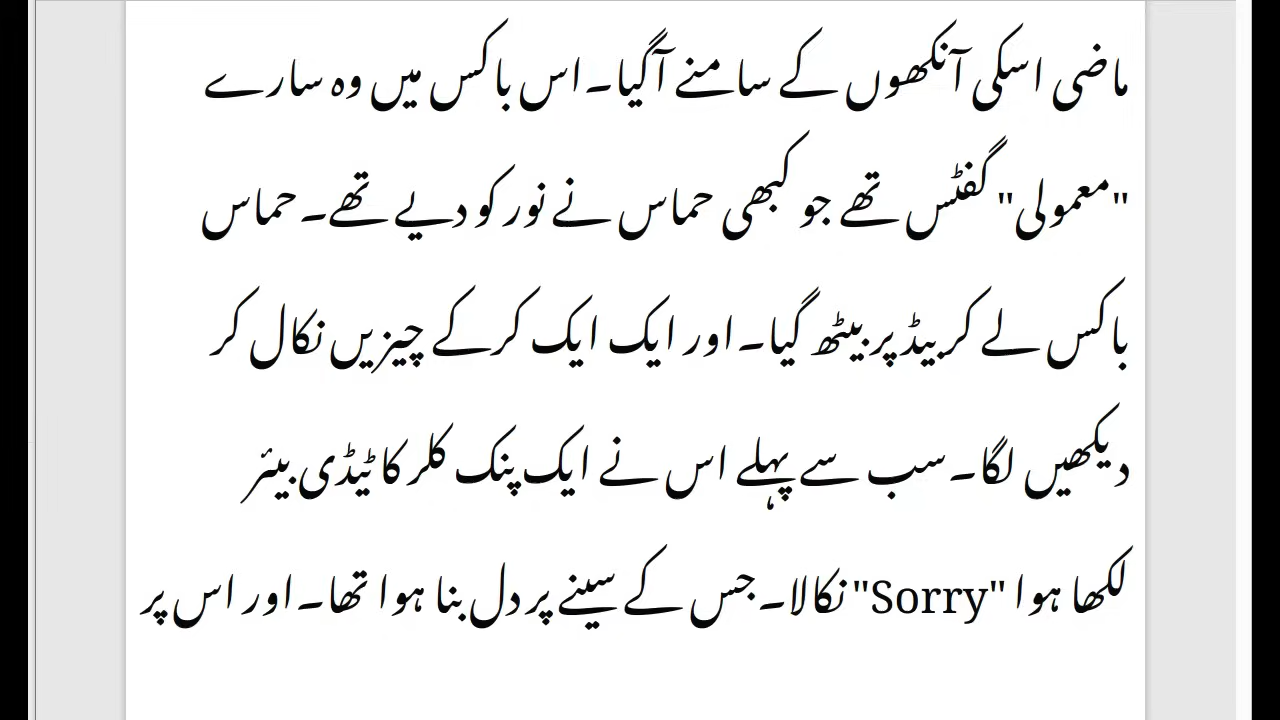 ماضی اسکی آنکھوں کے سامنے آگیا۔اس باکس میں وہ سارے
"معمولی" گفٹس تھے جو کبھی حماس نے نور کو دیے تھے۔حماس
باکس لے کر بیڈ پر بیٹھ گیا۔اور ایک ایک کرکے چیزیں نکال کر
دیکھیں لگا۔سب سے پہلے اس نے ایک پنک کلر کا ٹیڈی بیئر
لکھا ہوا "Sorry" نکالا۔جس کے سینے پر دل بنا ہوا تھا۔اور اس پر